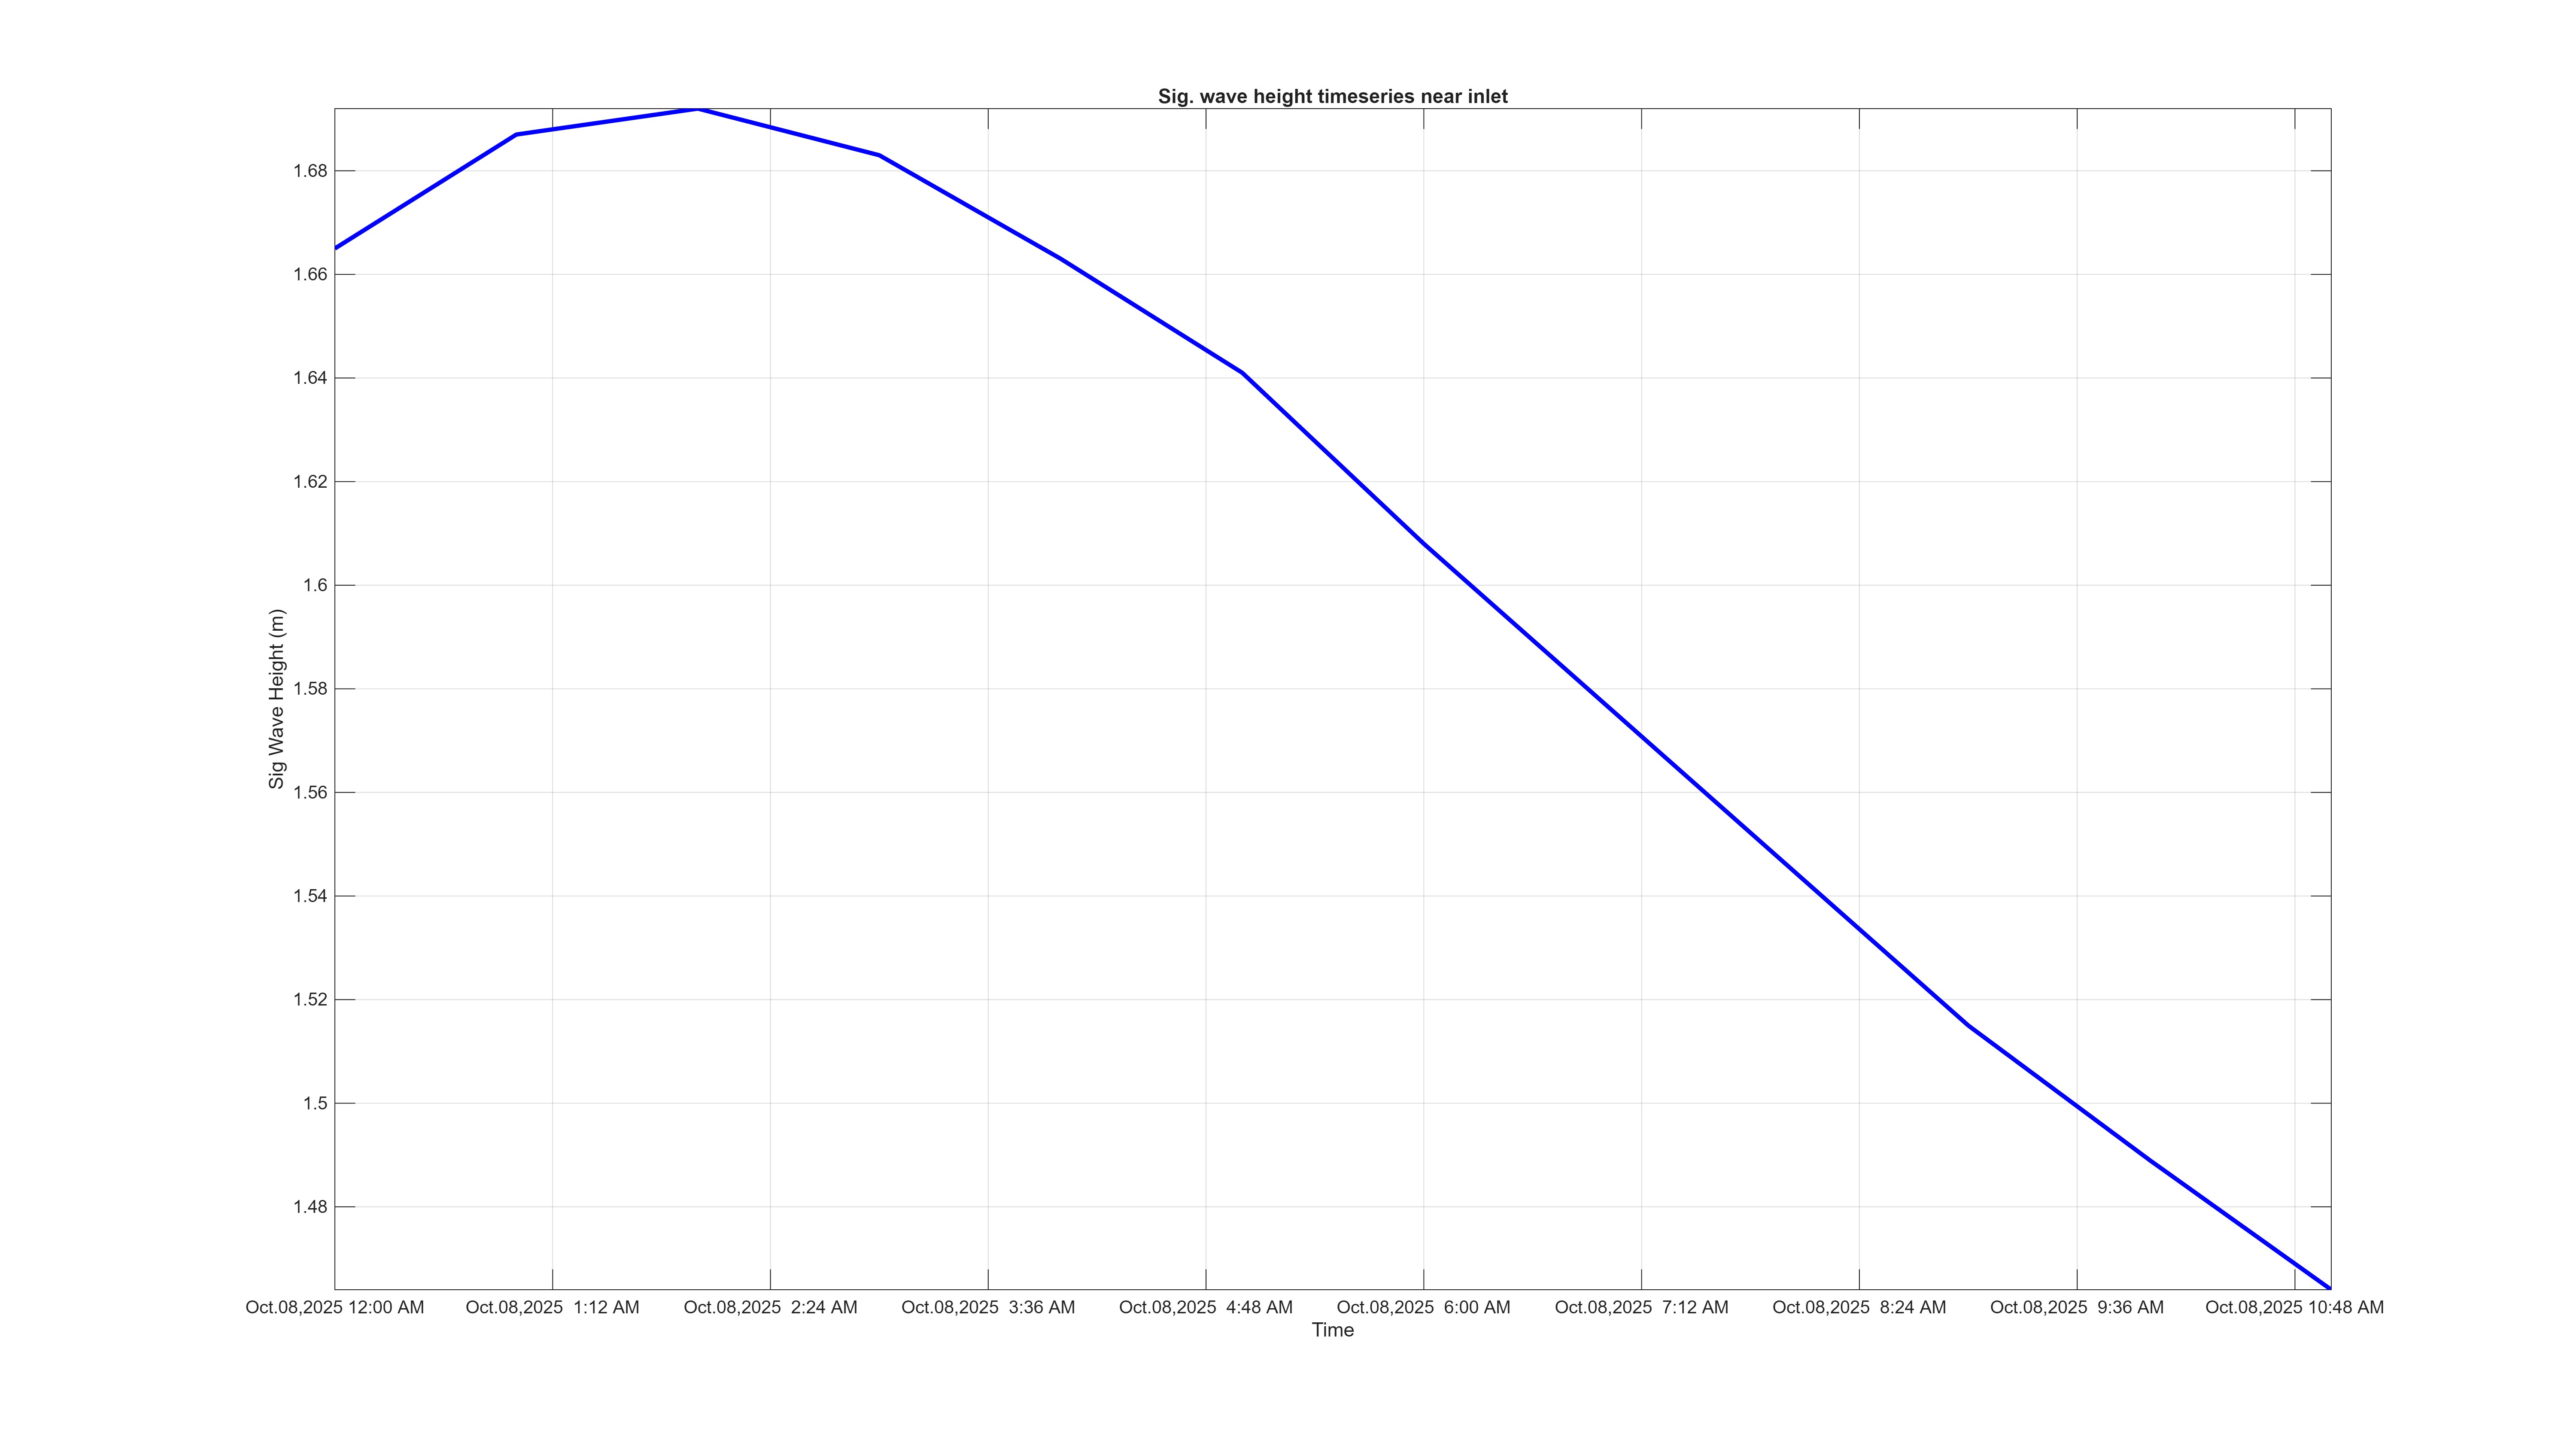 Sig. wave height timeseries near inlet
1.68
1.66
1.64
1.62
1.6
1.58
1.56
1.54
1.52
1.5
1.48
Sig Wave Height (m)
Oct.08,2025 12:00 AM Oct.08,2025  1:12 AM Oct.08,2025  2:24 AM Oct.08,2025  3:36 AM Oct.08,2025  4:48 AM Oct.08,2025  6:00 AM Oct.08,2025  7:12 AM Oct.08,2025  8:24 AM Oct.08,2025  9:36 AM Oct.08,2025 10:48 AM
Time